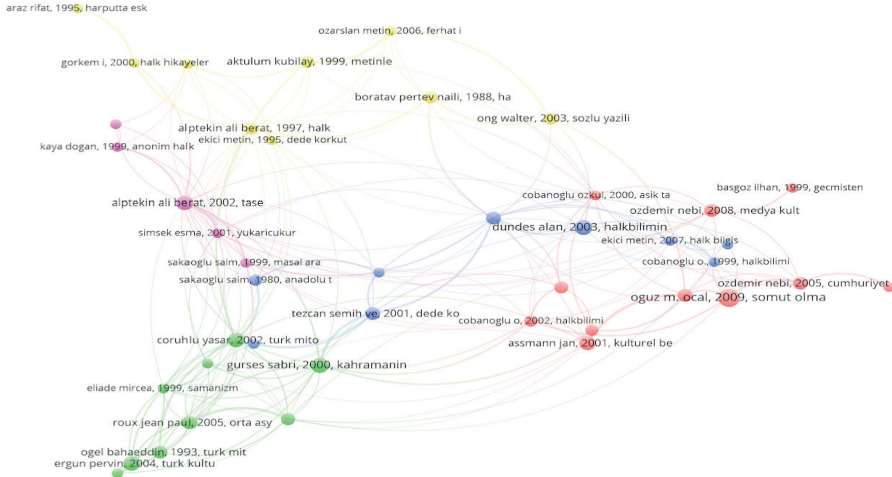 araz rifat, 1995, harputta esk
ozarslan metin, 2006, ferhat i
gorkem i, 2000, halk hikayeler
aktulum kubilay, 1999, metinle
boratav pertev naili, 1988, ha
ong walter, 2003, sozlu yazili
alptekin ali berat, 1997, halk
ekici metin, 1995, dede korkut
kaya dogan, 1999, anonim halk
basgoz ilhan, 1999, gecmisten
cobanoglu ozkul, 2000, asik ta
alptekin ali berat, 2002, tase
ozdemir nebi, 2008, medya kult
dundes alan, 2003, halkbilimin
simsek esma, 2001, yukaricukur
ekici metin, 2007, halk bilgis
sakaoglu saim, 1999, masal ara
cobanoglu o., 1999, halkbilimi
sakaoglu saim, 1980, anadolu t
ozdemir nebi, 2005, cumhuriyet
oguz m. ocal, 2009, somut olma
tezcan semih ve, 2001, dede ko
cobanoglu o, 2002, halkbilimi
coruhlu yasar, 2002, turk mito
assmann jan, 2001, kulturel be
gurses sabri, 2000, kahramanin
eliade mircea, 1999, samanizm
roux jean paul, 2005, orta asy
ogel bahaeddin, 1993, turk mit
ergun pervin, 2004, turk kultu